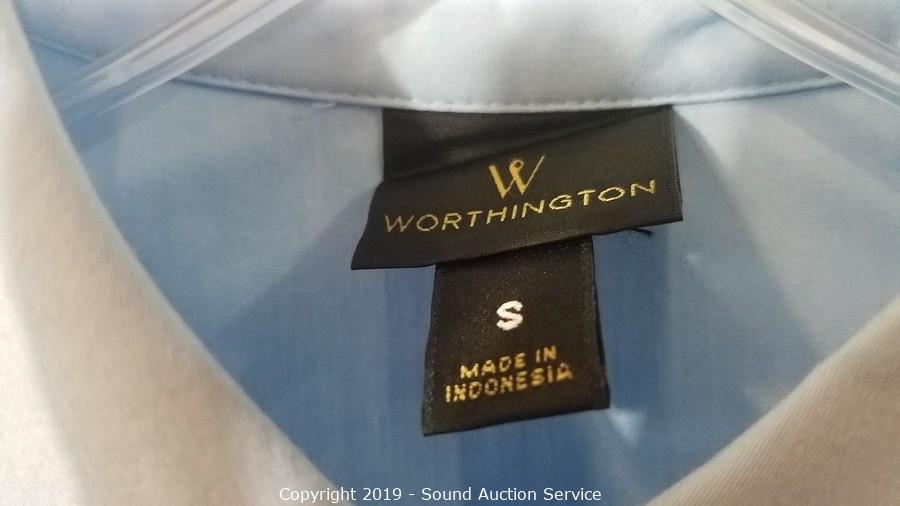 W
WORTHINGTON
S
MADE IN
INDONESIA
Copyright 2019 - Sound Auction Service